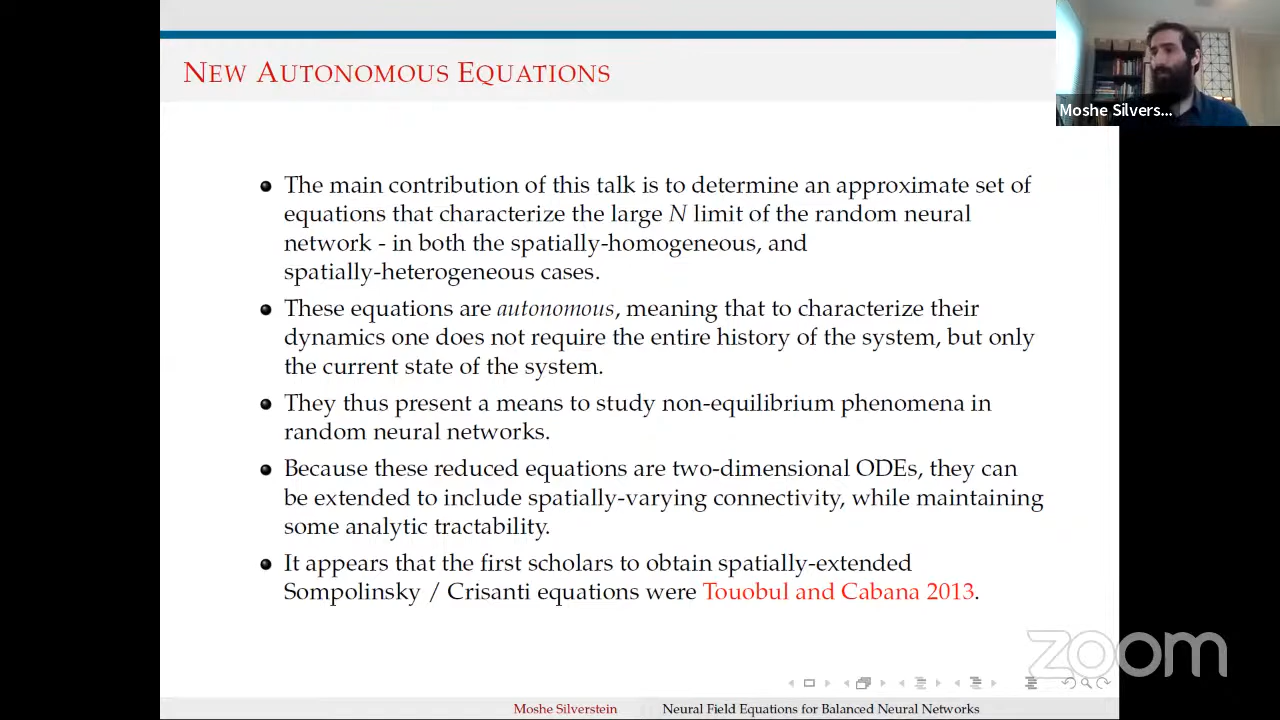 NEW AUTONOMOUS EQUATIONS
Moshe Silvers...
The main contribution of this talk is to determine an approximate set of
equations that characterize the large N limit of the random neural
network - in both the spatially-homogeneous, and
spatially-heterogeneous cases.
These equations are autonomous, meaning that to characterize their
dynamics one does not require the entire history of the system, but only
the current state of the system.
They thus present a means to study non-equilibrium phenomena in
random neural networks.
Because these reduced equations are two-dimensional ODEs, they can
be extended to include spatially-varying connectivity, while maintaining
some analytic tractability.
It appears that the first scholars to obtain spatially-extended
Sompolinsky / Crisanti equations were Touobul and Cabana 2013.
zoom
Moshe Silverstein Neural Field Equations for Balanced Neural Networks